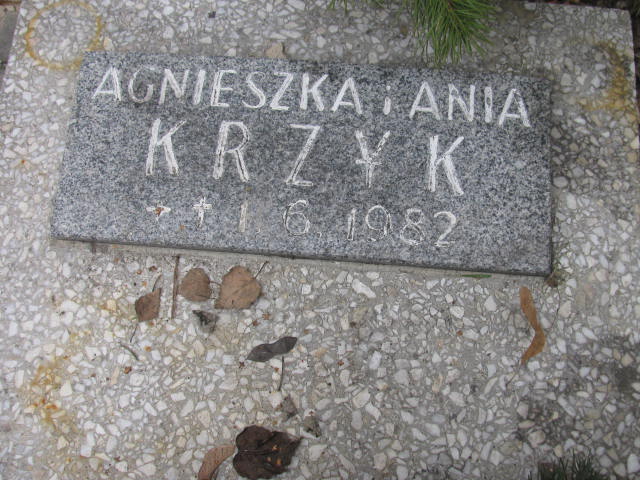 AGNIESZKA i ANIA
KRZYK
✝ 1. 6. 1982